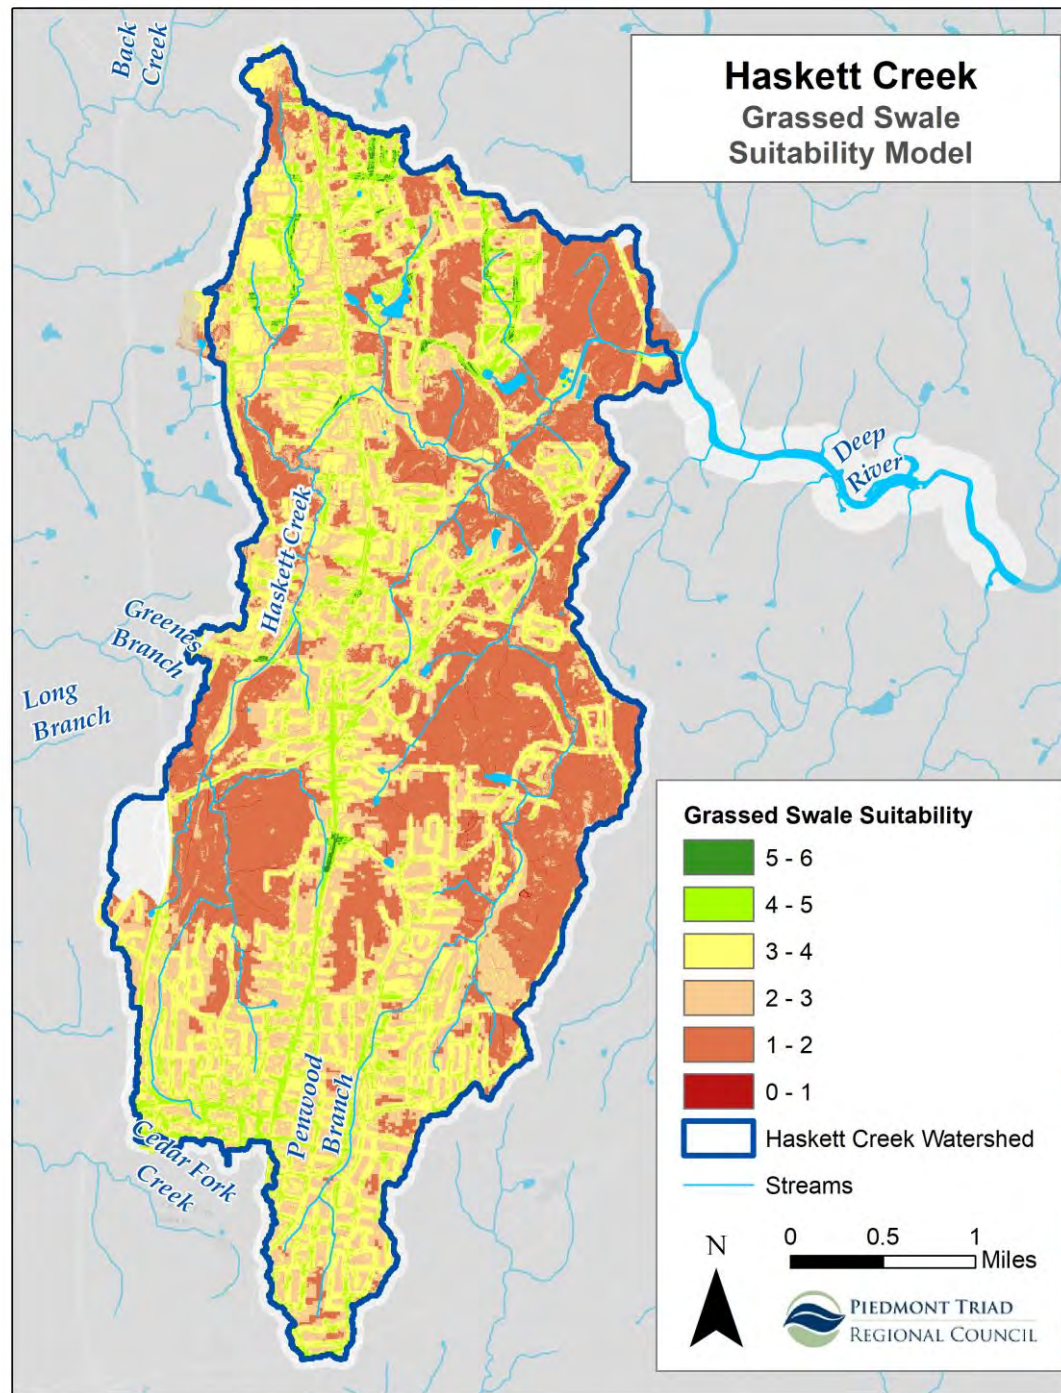 Haskett Creek
Grassed Swale
Suitability Model
Back
Creek
Deep
River
Haskett Creek
Greenes
Branch
Long
Branch
Penwood
Branch
Cedar Fork
Creek
Grassed Swale Suitability
5 - 6
4 - 5
3 - 4
2 - 3
1 - 2
0 - 1
Haskett Creek Watershed
Streams
N
0 0.5 1
Miles
PIEDMONT TRIAD
REGIONAL COUNCIL